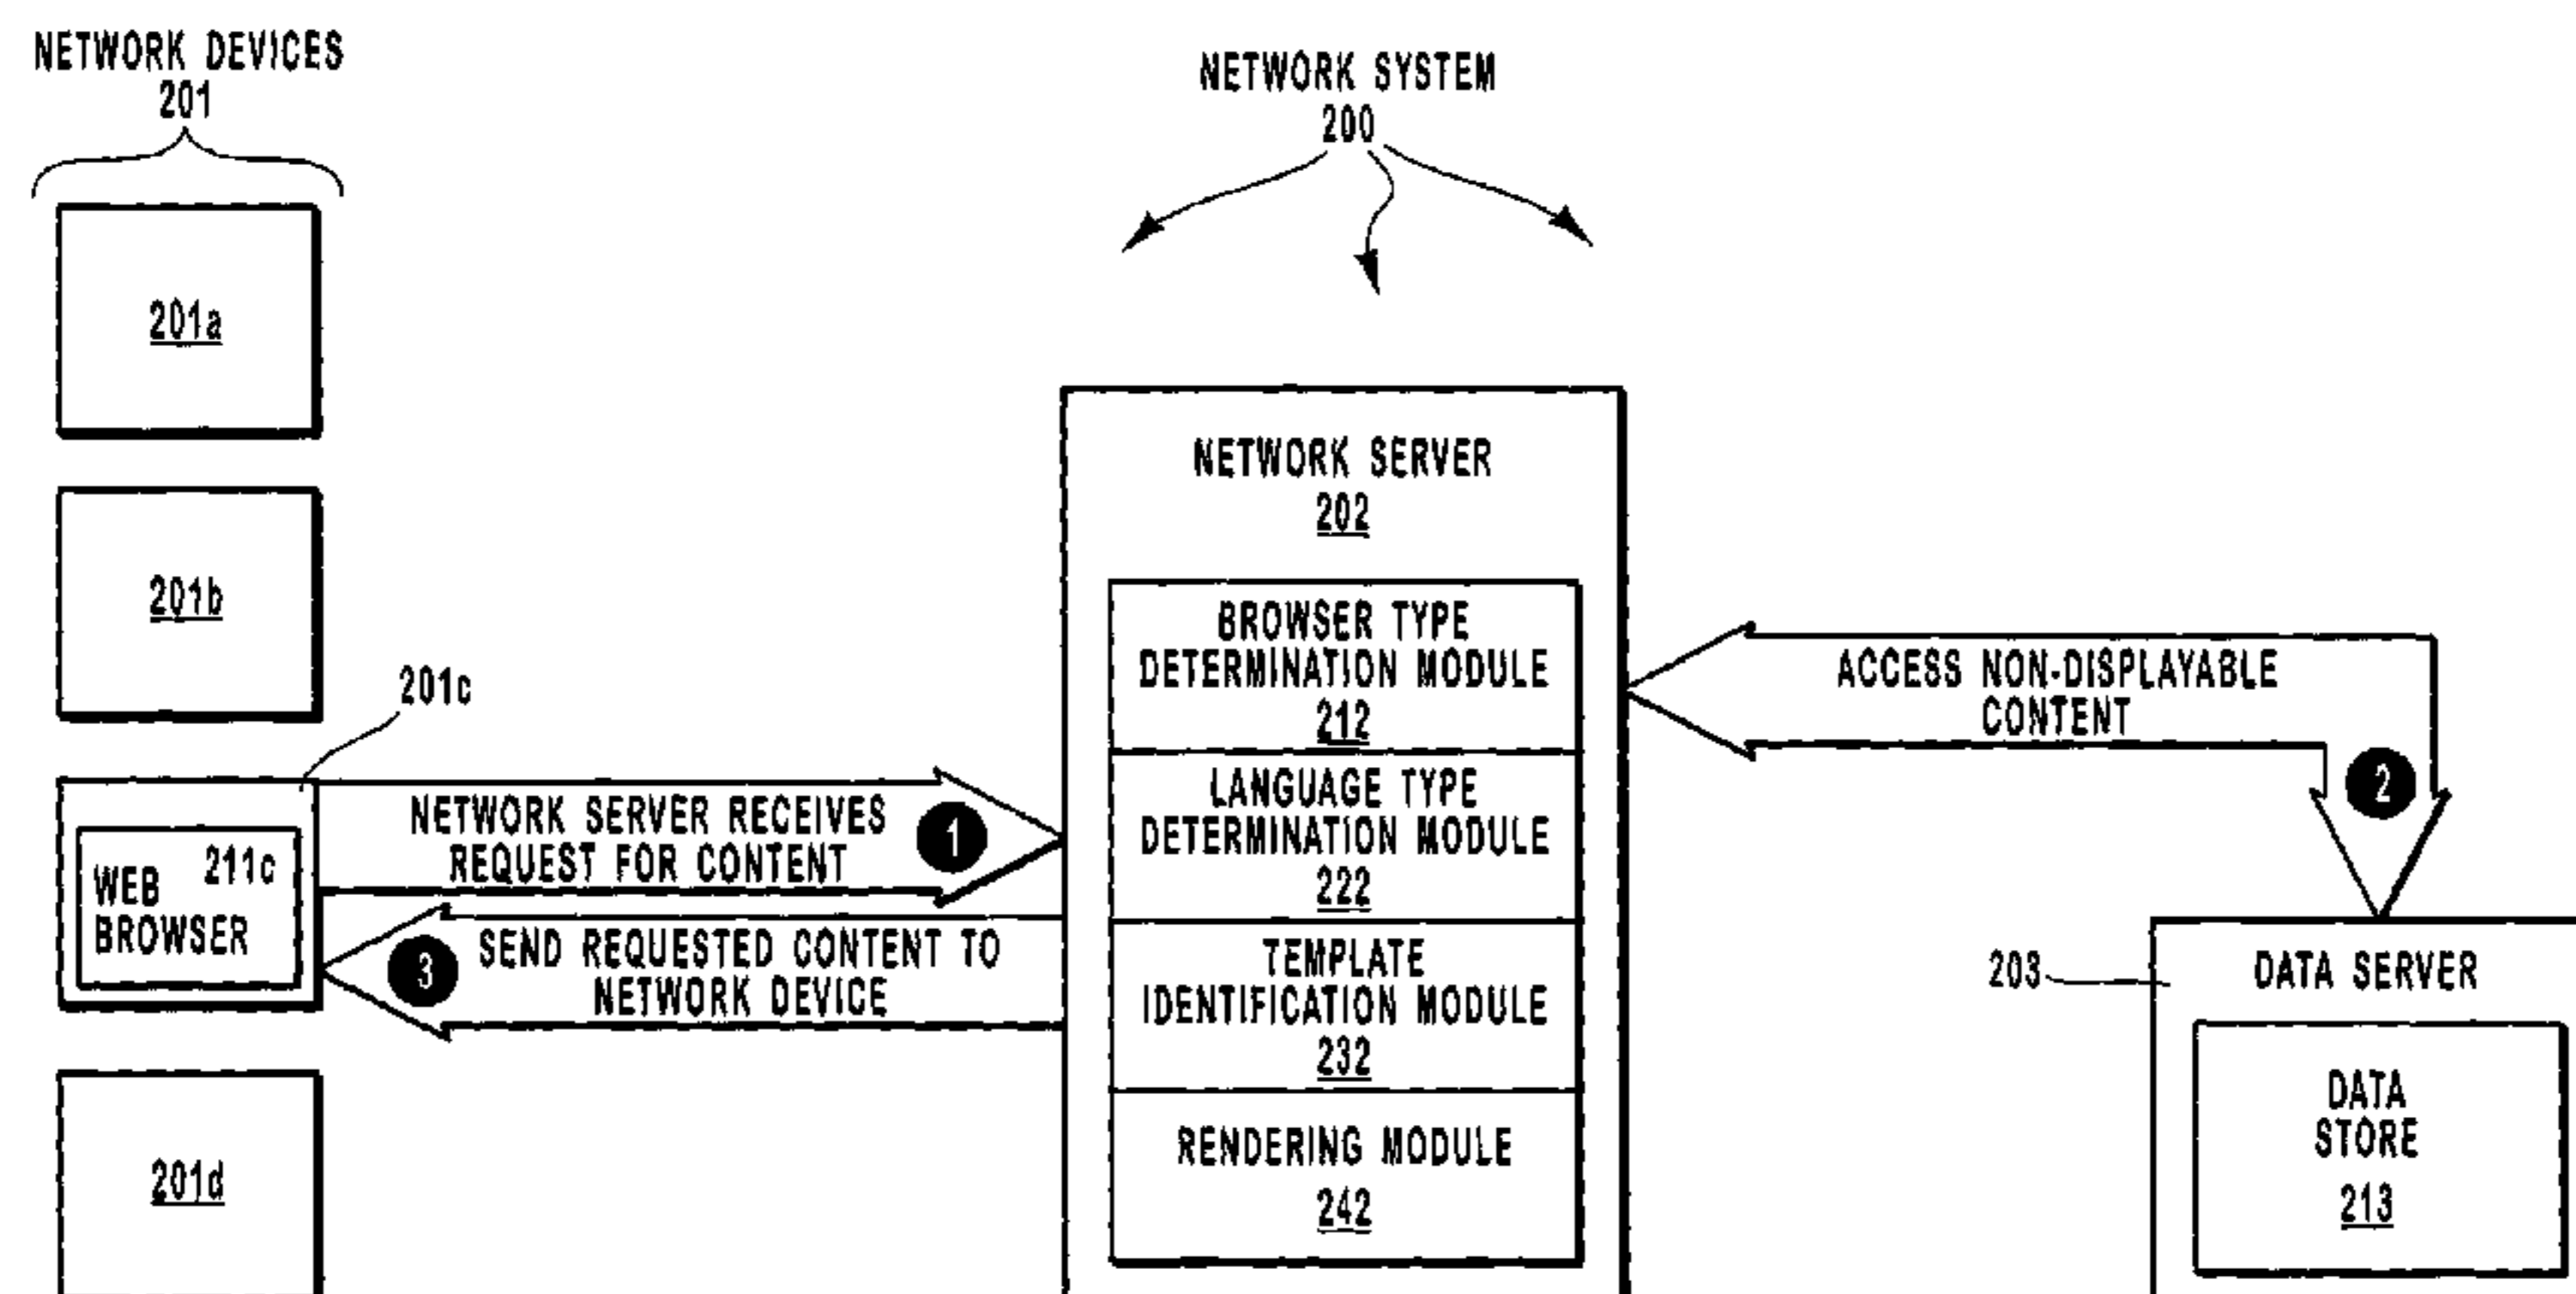 NETWORK DEVICES
201
NETWORK SYSTEM
200
201a
201b
201c
211c
WEB
BROWSER
201d
NETWORK SERVER RECEIVES
REQUEST FOR CONTENT
1
SEND REQUESTED CONTENT TO
NETWORK DEVICE
3
NETWORK SERVER
202
BROWSER TYPE
DETERMINATION MODULE
212
LANGUAGE TYPE
DETERMINATION MODULE
222
TEMPLATE
IDENTIFICATION MODULE
232
RENDERING MODULE
242
ACCESS NON-DISPLAYABLE
CONTENT
2
203
DATA SERVER
DATA
STORE
213